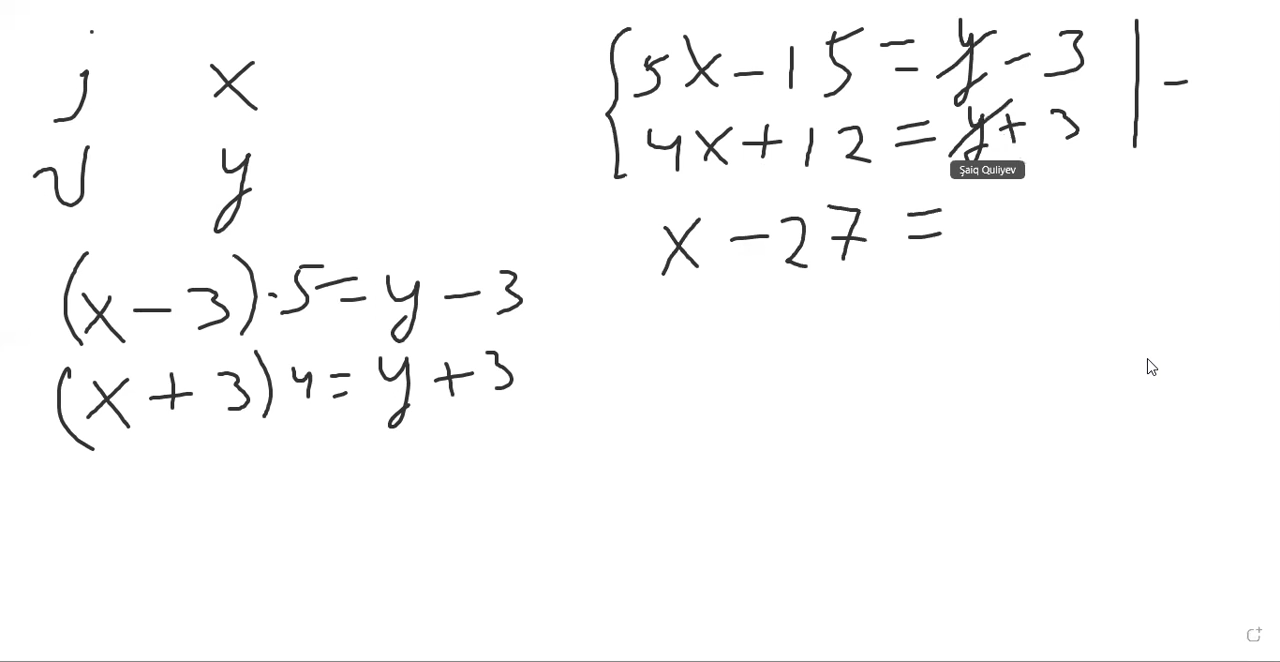 j x
v y
(x - 3) · 5 = y - 3
(x + 3) 4 = y + 3
{ 5x - 15 = y - 3 | -
4x + 12 = y + 3
Şaiq Quliyev
x - 27 =